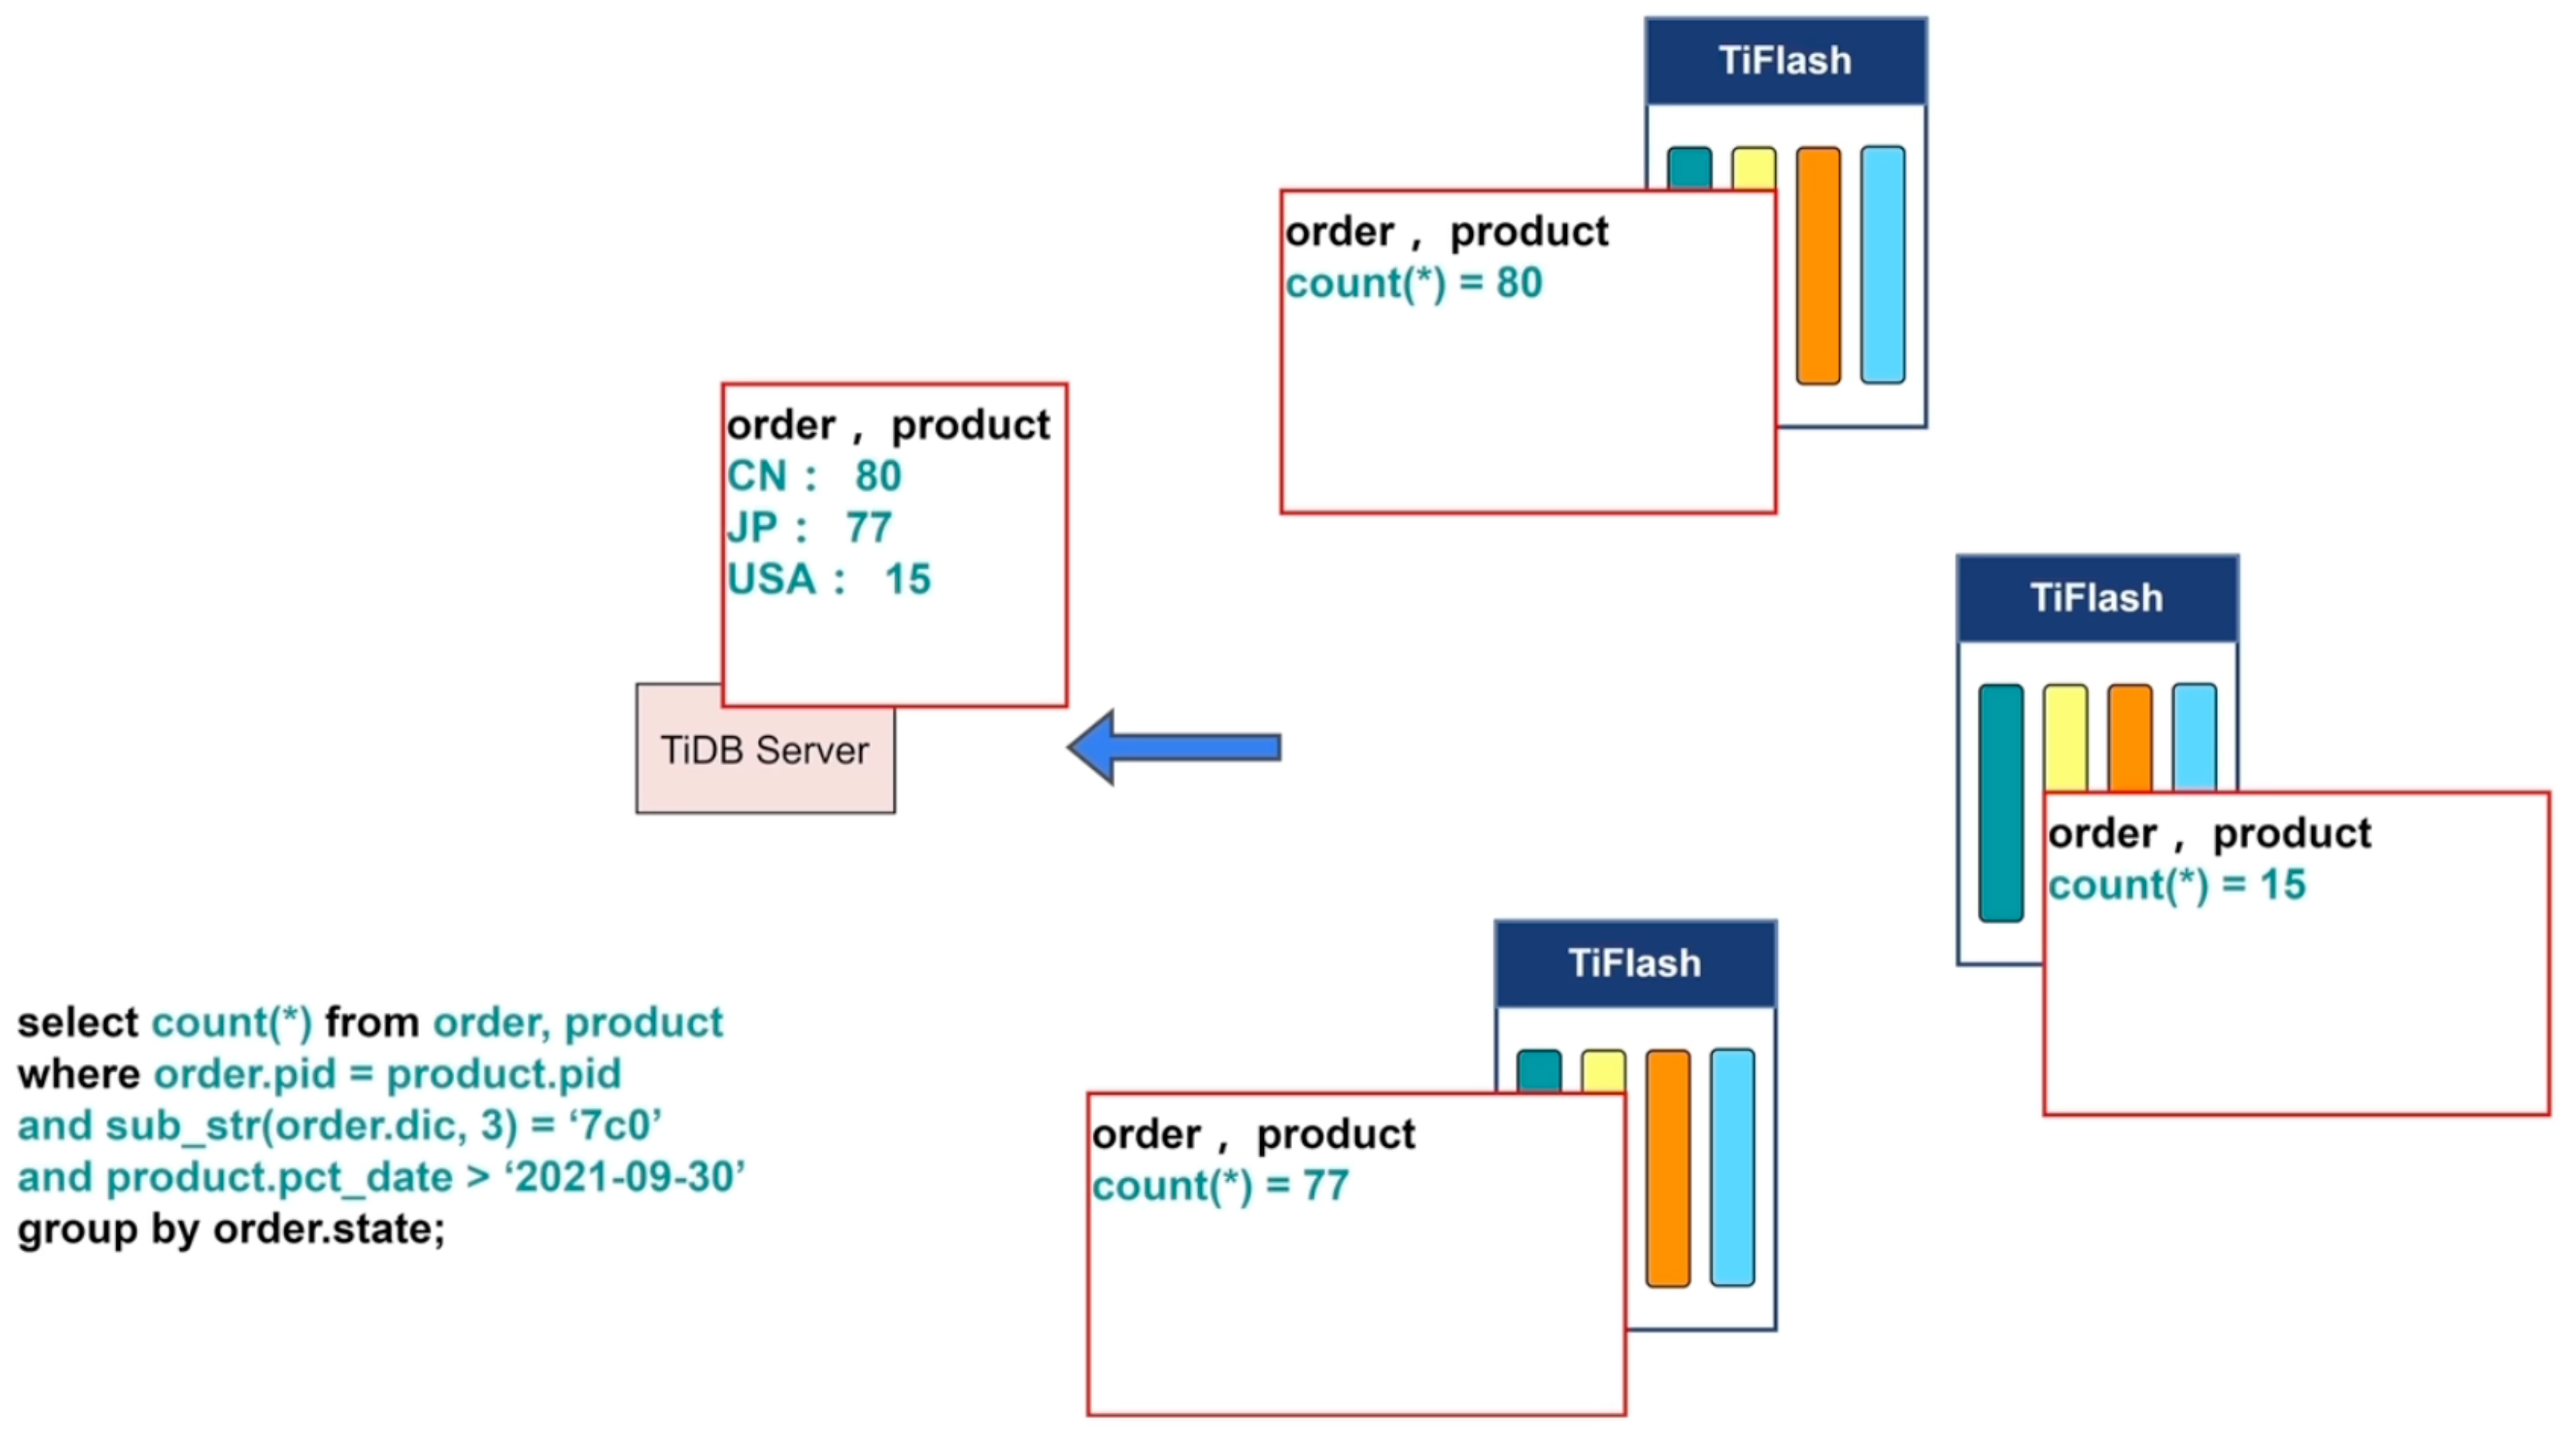 TiFlash
order ,  product
count(*) = 80
order ,  product
CN :  80
JP :  77
USA :  15
TiDB Server
TiFlash
order ,  product
count(*) = 15
TiFlash
order ,  product
count(*) = 77
select count(*) from order, product
where order.pid = product.pid
and sub_str(order.dic, 3) = ‘7c0’
and product.pct_date > ‘2021-09-30’
group by order.state;